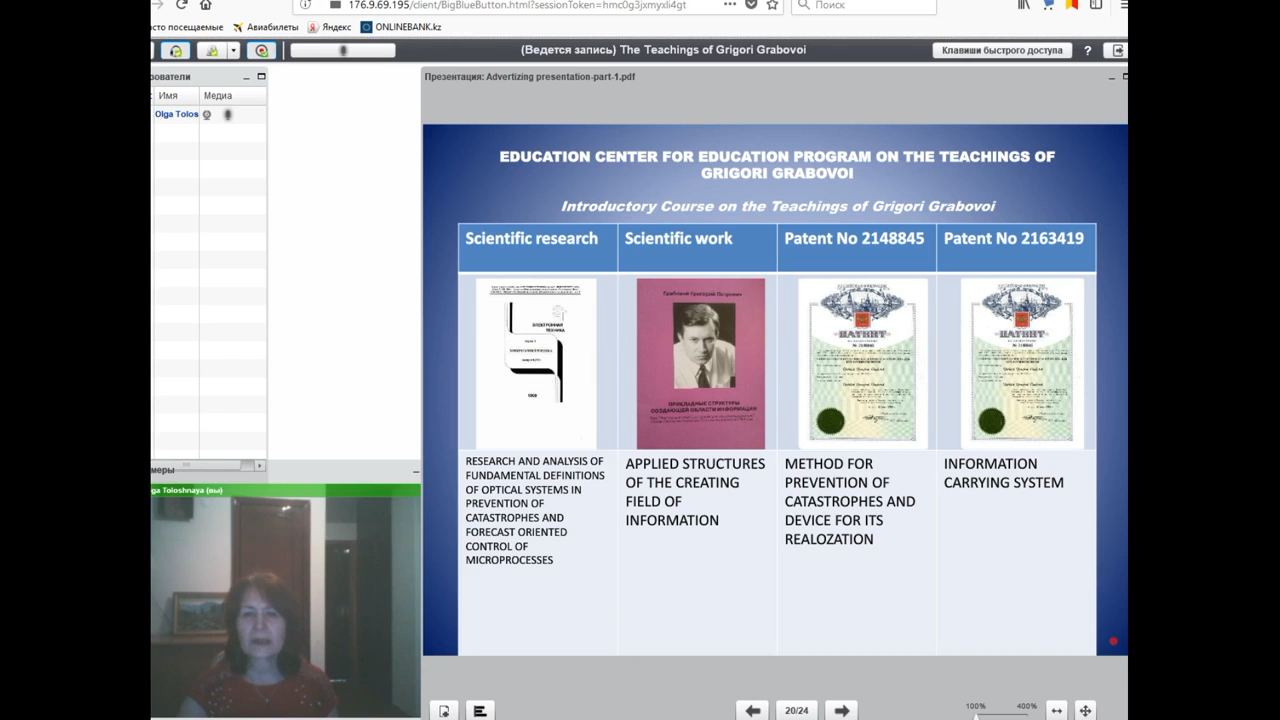 176.9.69.195/client/BigBlueButton.html?sessionToken=hmc0g3jxmyxli4gt
Поиск
сто посещаемые
Авиабилеты
Яндекс
ONLINEBANK.kz
(Ведется запись) The Teachings of Grigori Grabovoi
Клавиши быстрого доступа
?
зователи
Презентация: Advertizing presentation-part-1.pdf
Имя
Медиа
Olga Tolos
EDUCATION CENTER FOR EDUCATION PROGRAM ON THE TEACHINGS OF
GRIGORI GRABOVOI
Introductory Course on the Teachings of Grigori Grabovoi
Scientific research
Scientific work
Patent No 2148845
Patent No 2163419
ЭЛЕКТРОННАЯ
ТЕХНИКА
Грабовой Григорий Петрович
ПРИКЛАДНЫЕ СТРУКТУРЫ
СОЗДАЮЩЕЙ ОБЛАСТИ ИНФОРМАЦИИ
ПАТЕНТ
ПАТЕНТ
RESEARCH AND ANALYSIS OF
FUNDAMENTAL DEFINITIONS
OF OPTICAL SYSTEMS IN
PREVENTION OF
CATASTROPHES AND
FORECAST ORIENTED
CONTROL OF
MICROPROCESSES
APPLIED STRUCTURES
OF THE CREATING
FIELD OF
INFORMATION
METHOD FOR
PREVENTION OF
CATASTROPHES AND
DEVICE FOR ITS
REALOZATION
INFORMATION
CARRYING SYSTEM
меры
ga Toloshnaya (вы)
20/24
100%
400%